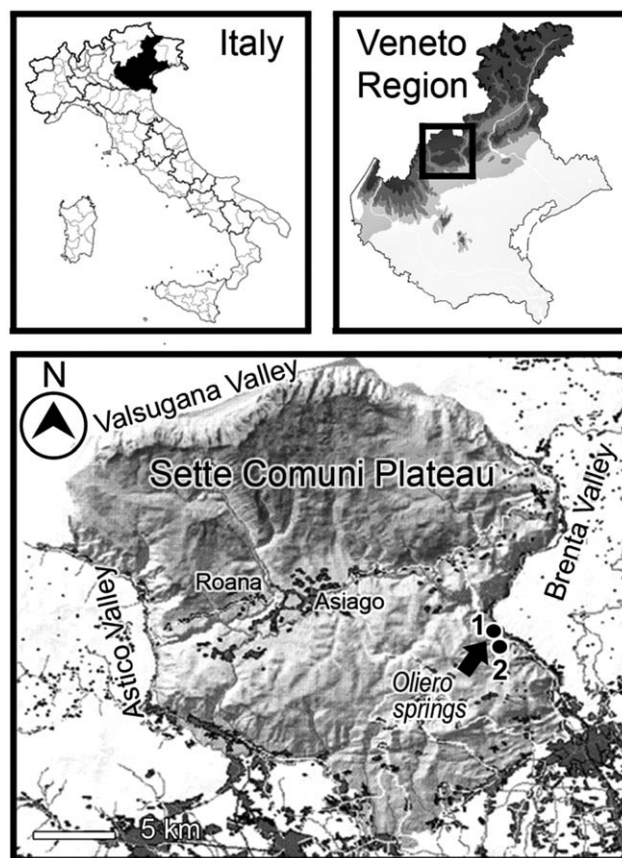 Italy
Veneto
Region
N
Valsugana Valley
Sette Comuni Plateau
Brenta Valley
Astico Valley
Roana
Asiago
1
2
Oliero
springs
5 km